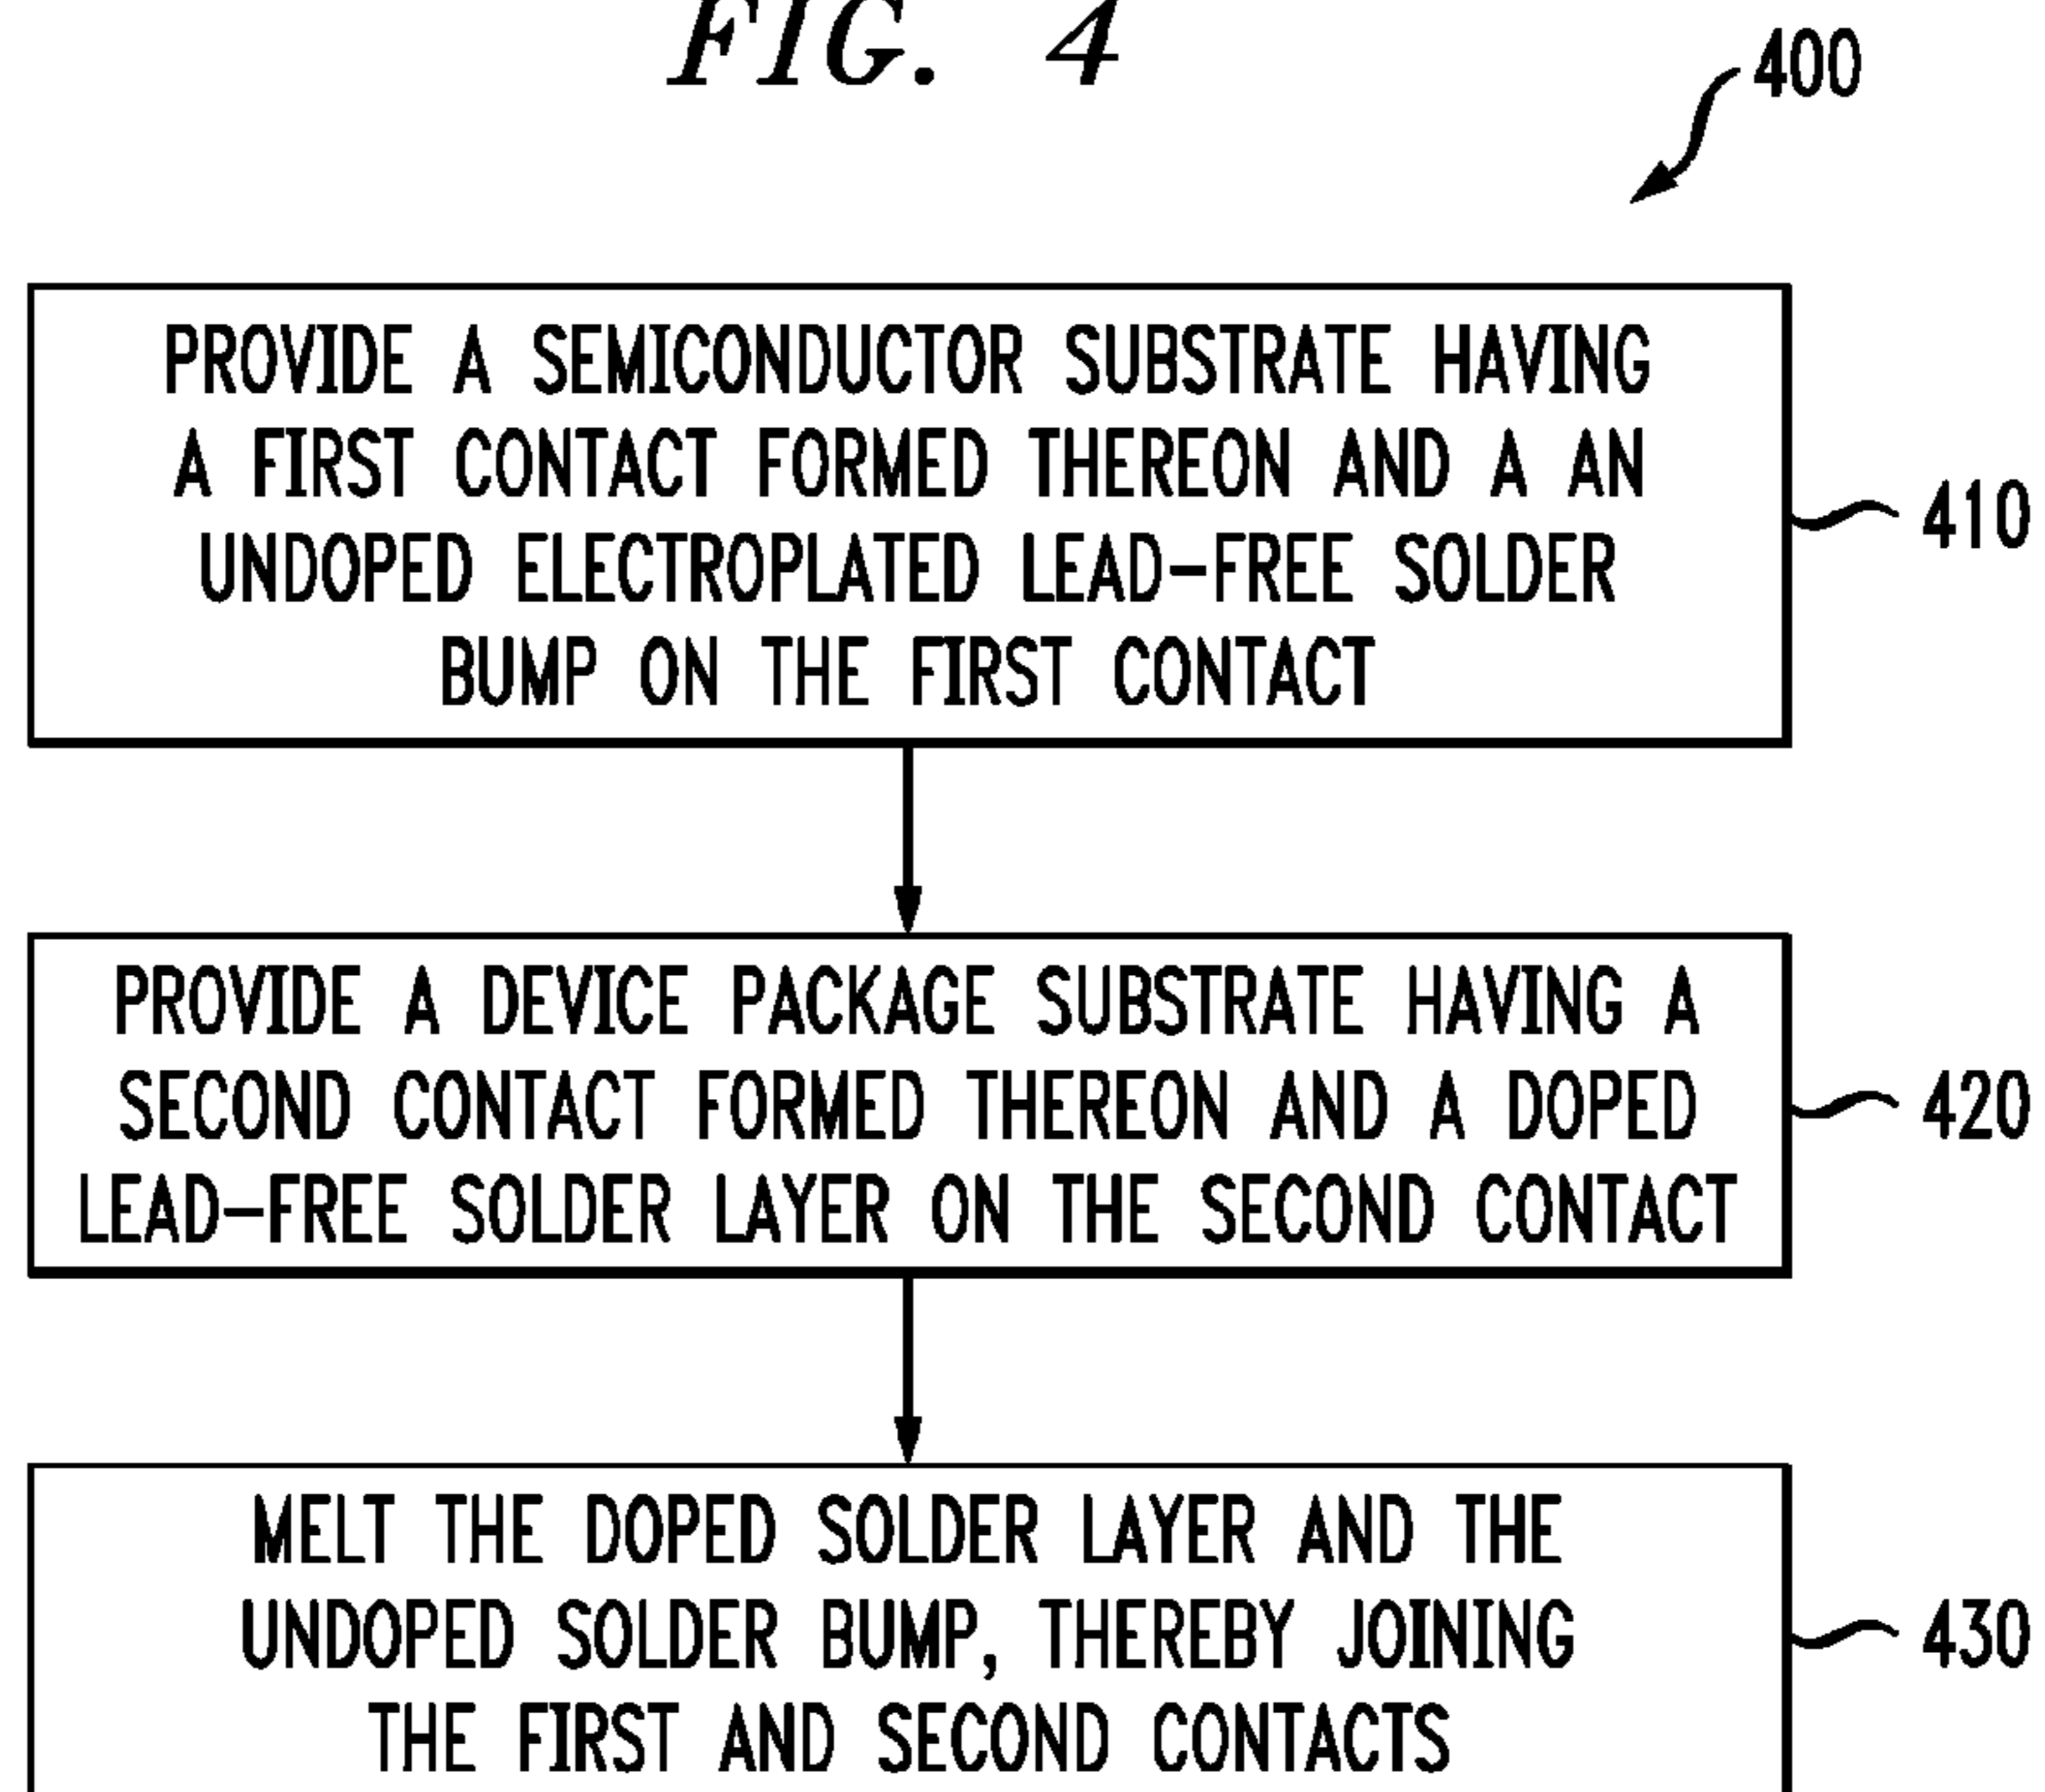 FIG. 4
400
PROVIDE A SEMICONDUCTOR SUBSTRATE HAVING
A FIRST CONTACT FORMED THEREON AND A AN
UNDOPED ELECTROPLATED LEAD-FREE SOLDER
BUMP ON THE FIRST CONTACT
410
PROVIDE A DEVICE PACKAGE SUBSTRATE HAVING A
SECOND CONTACT FORMED THEREON AND A DOPED
LEAD-FREE SOLDER LAYER ON THE SECOND CONTACT
420
MELT THE DOPED SOLDER LAYER AND THE
UNDOPED SOLDER BUMP, THEREBY JOINING
THE FIRST AND SECOND CONTACTS
430